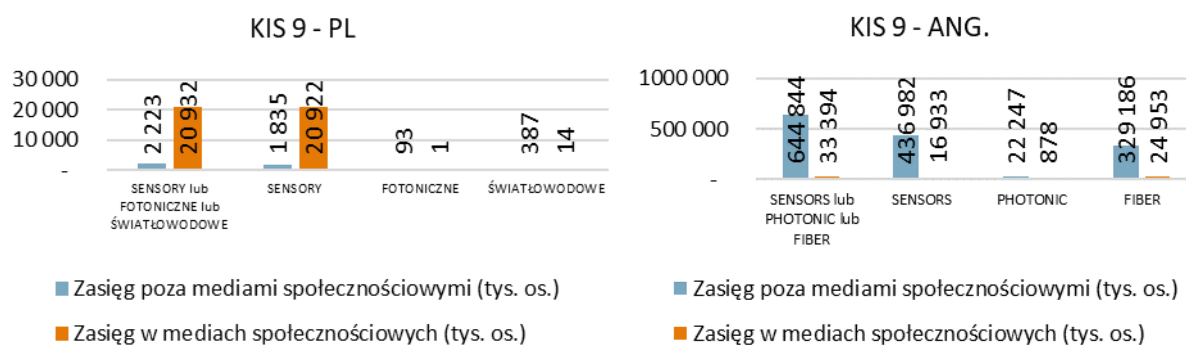 KIS 9 - PL
30 000
20 000
10 000
-
2 223
20 932
1 835
20 922
93
1
387
14
SENSORY lub
FOTONICZNE lub
ŚWIATŁOWODOWE
SENSORY
FOTONICZNE
ŚWIATŁOWODOWE
Zasięg poza mediami społecznościowymi (tys. os.)
Zasięg w mediach społecznościowych (tys. os.)
KIS 9 - ANG.
1000 000
500 000
-
644 844
33 394
436 982
16 933
22 247
878
329 186
24 953
SENSORS lub
PHOTONIC lub
FIBER
SENSORS
PHOTONIC
FIBER
Zasięg poza mediami społecznościowymi (tys. os.)
Zasięg w mediach społecznościowych (tys. os.)